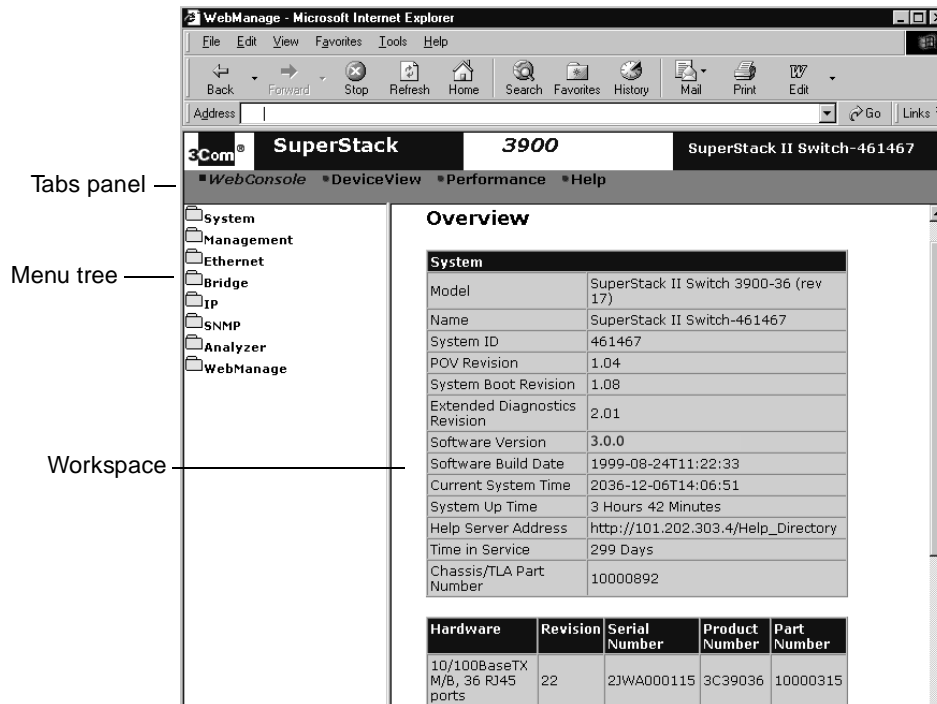 WebManage - Microsoft Internet Explorer
File Edit View Favorites Tools Help
Back Forward Stop Refresh Home Search Favorites History Mail Print Edit
Address Go Links
3Com® SuperStack 3900 SuperStack II Switch-461467
Tabs panel
WebConsole DeviceView Performance Help
System
Management
Menu tree
Ethernet
Bridge
IP
SNMP
Analyzer
WebManage
Workspace
Overview
System
Model SuperStack II Switch 3900-36 (rev
17)
Name SuperStack II Switch-461467
System ID 461467
POV Revision 1.04
System Boot Revision 1.08
Extended Diagnostics
Revision 2.01
Software Version 3.0.0
Software Build Date 1999-08-24T11:22:33
Current System Time 2036-12-06T14:06:51
System Up Time 3 Hours 42 Minutes
Help Server Address http://101.202.303.4/Help_Directory
Time in Service 299 Days
Chassis/TLA Part
Number 10000892
Hardware Revision Serial Number Product Number Part Number
10/100BaseTX
M/B, 36 RJ45
ports 22 2JWA000115 3C39036 10000315